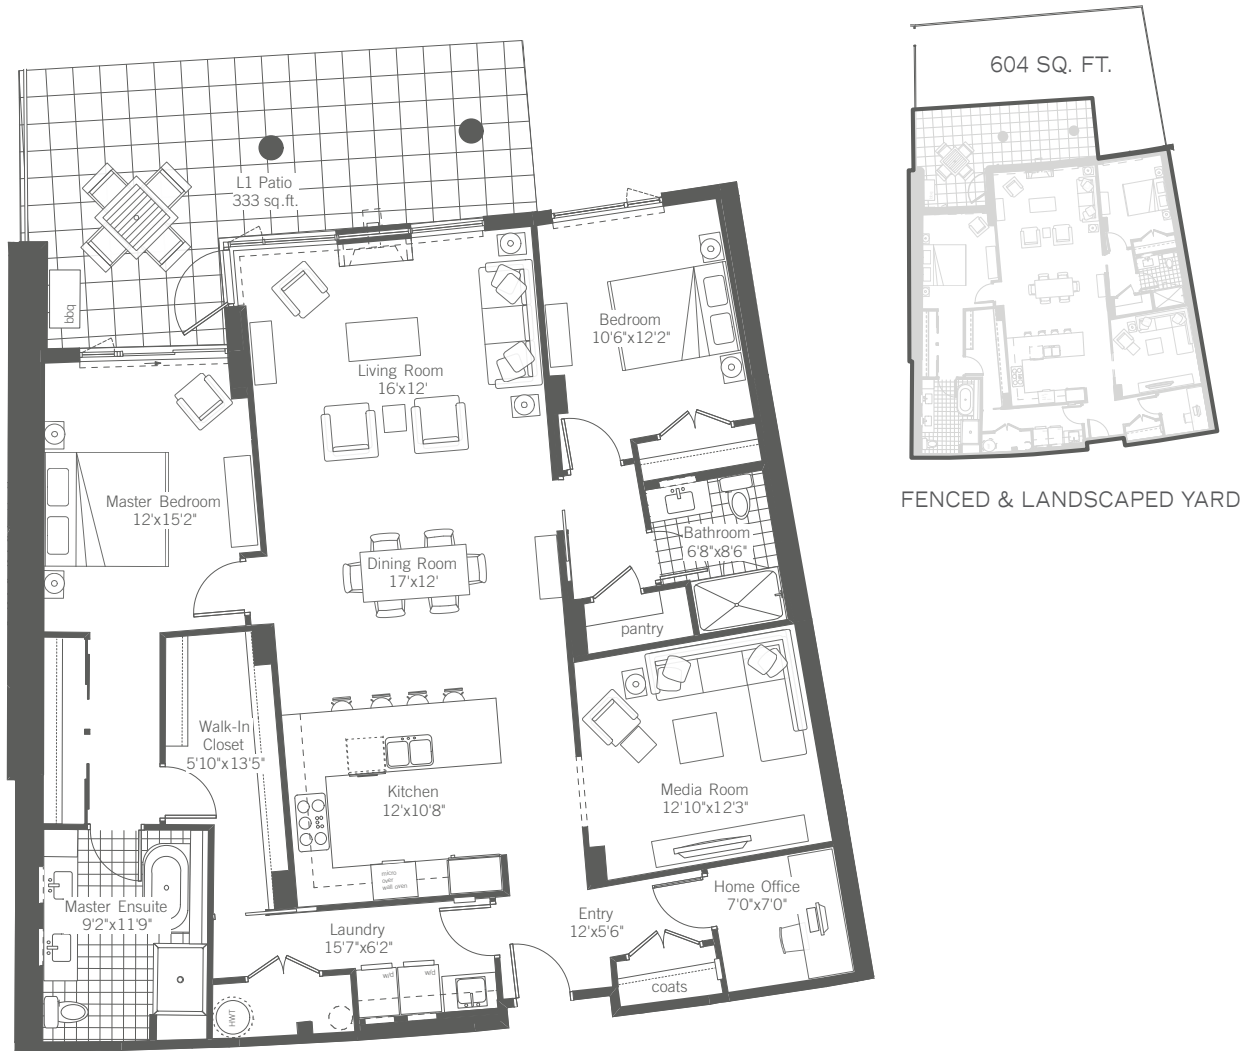 604 SQ. FT.
FENCED & LANDSCAPED YARD
L1 Patio
333 sq.ft.
bbq
Bedroom
10'6"x12'2"
Living Room
16'x12'
Master Bedroom
12'x15'2"
Dining Room
17'x12'
Bathroom
6'8"x8'6"
pantry
Walk-In
Closet
5'10"x13'5"
Kitchen
12'x10'8"
Media Room
12'10"x12'3"
micro
over
wall oven
Master Ensuite
9'2"x11'9"
Home Office
7'0"x7'0"
Entry
12'x5'6"
Laundry
15'7"x6'2"
w/d
w/d
coats
HWT